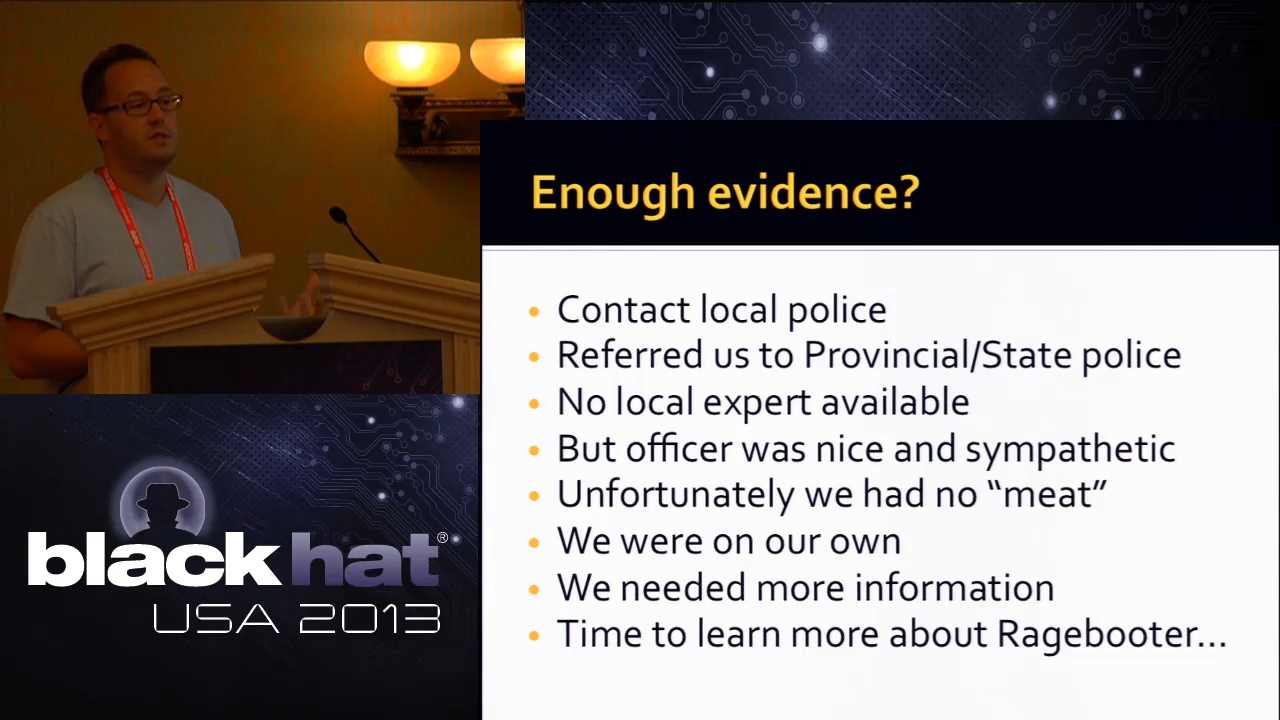 Enough evidence?
• Contact local police
• Referred us to Provincial/State police
• No local expert available
• But officer was nice and sympathetic
• Unfortunately we had no “meat”
• We were on our own
• We needed more information
• Time to learn more about Ragebooter...
blackhat®
USA 2013